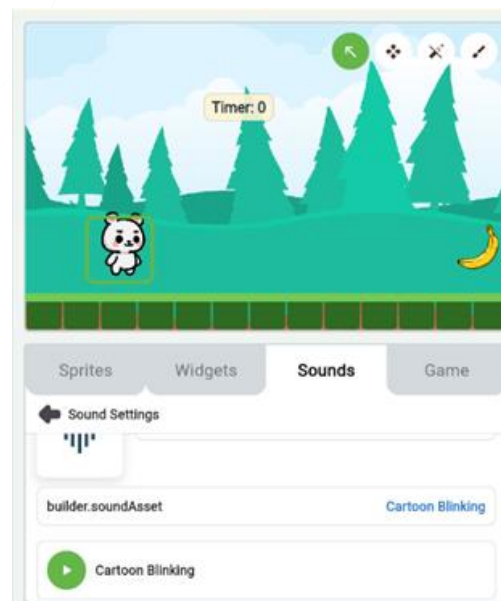 Timer: 0
Sprites Widgets Sounds Game
Sound Settings
builder.soundAsset Cartoon Blinking
Cartoon Blinking